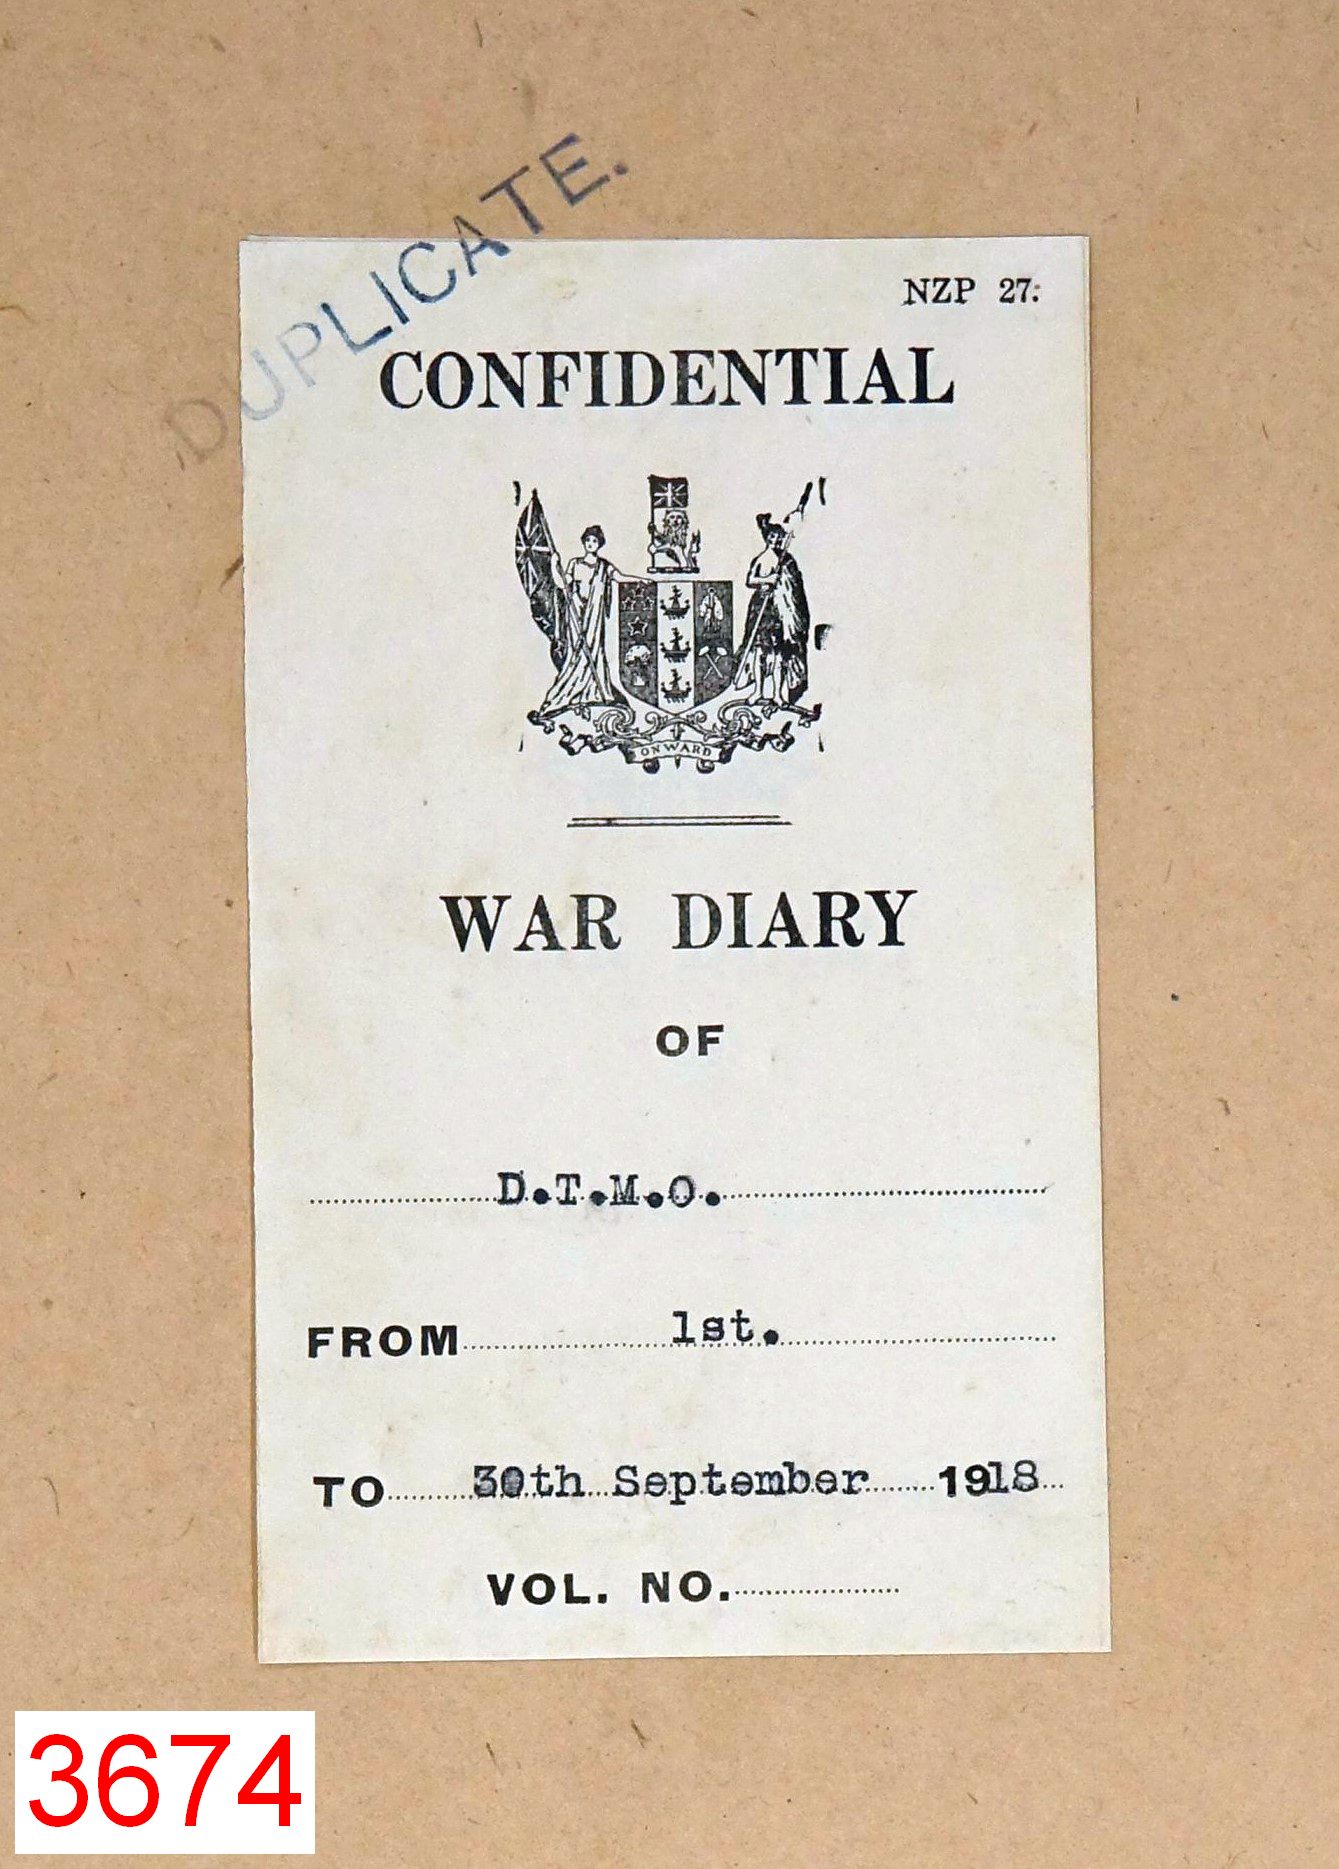 DUPLICATE.
NZP 27:
CONFIDENTIAL
ONWARD
WAR DIARY
OF
D.T.M.O.
FROM 1st.
TO 30th September 1918
VOL. NO.
3674